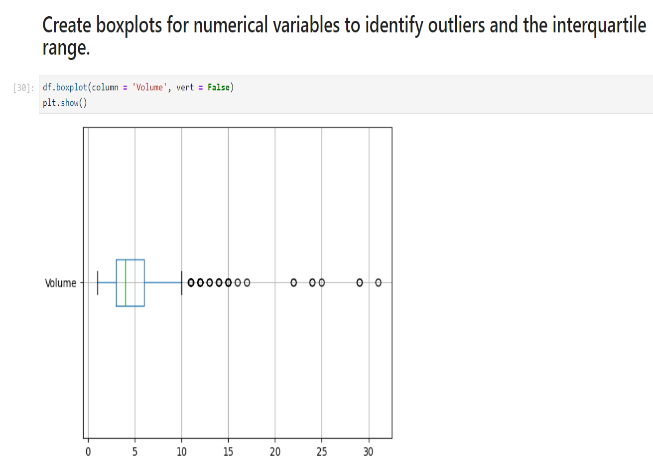 Create boxplots for numerical variables to identify outliers and the interquartile
range.
[30]: df.boxplot(column = 'Volume', vert = False)
plt.show()
Volume
0 5 10 15 20 25 30